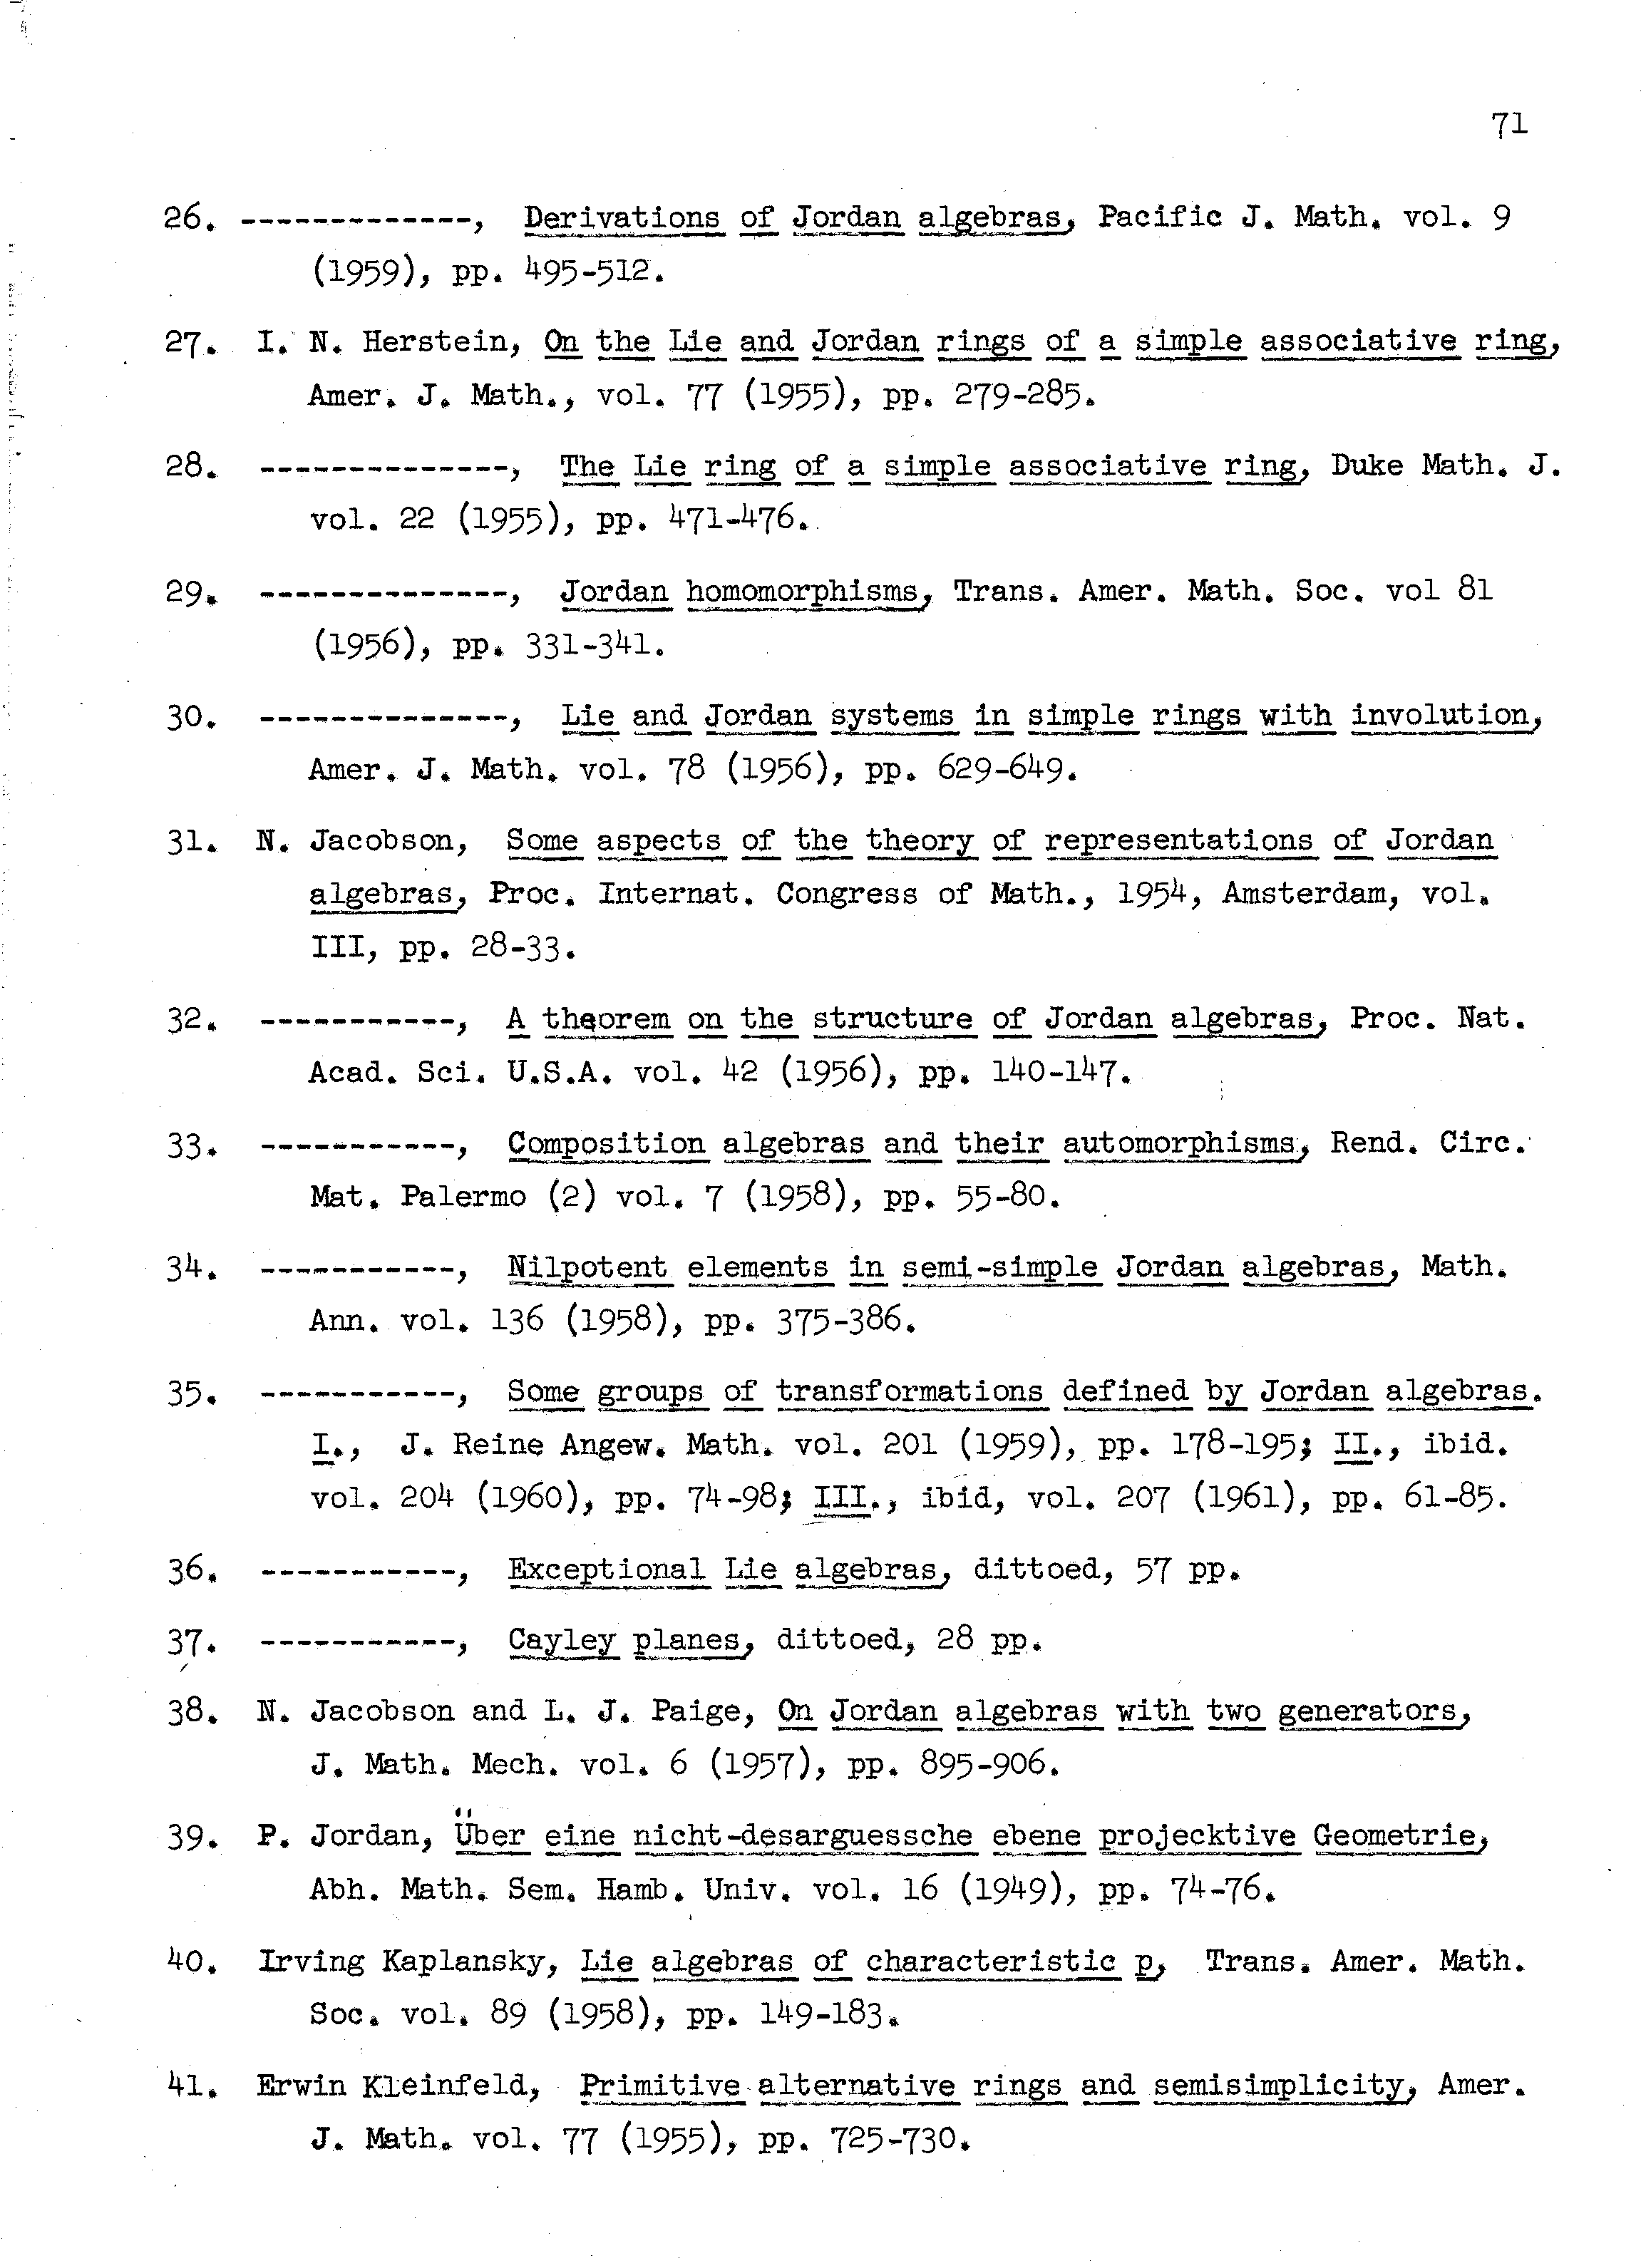 71
26. -------------, Derivations of Jordan algebras, Pacific J. Math. vol. 9
(1959), pp. 495-512.
27. I. N. Herstein, On the Lie and Jordan rings of a simple associative ring,
Amer. J. Math., vol. 77 (1955), pp. 279-285.
28. --------------, The Lie ring of a simple associative ring, Duke Math. J.
vol. 22 (1955), pp. 471-476.
29. --------------, Jordan homomorphisms, Trans. Amer. Math. Soc. vol 81
(1956), pp. 331-341.
30. --------------, Lie and Jordan systems in simple rings with involution,
Amer. J. Math. vol. 78 (1956), pp. 629-649.
31. N. Jacobson, Some aspects of the theory of representations of Jordan
algebras, Proc. Internat. Congress of Math., 1954, Amsterdam, vol.
III, pp. 28-33.
32. -----------, A theorem on the structure of Jordan algebras, Proc. Nat.
Acad. Sci. U.S.A. vol. 42 (1956), pp. 140-147.
33. -----------, Composition algebras and their automorphisms, Rend. Circ.
Mat. Palermo (2) vol. 7 (1958), pp. 55-80.
34. -----------, Nilpotent elements in semi-simple Jordan algebras, Math.
Ann. vol. 136 (1958), pp. 375-386.
35. -----------, Some groups of transformations defined by Jordan algebras.
I., J. Reine Angew. Math. vol. 201 (1959), pp. 178-195; II., ibid.
vol. 204 (1960), pp. 74-98; III., ibid, vol. 207 (1961), pp. 61-85.
36. -----------, Exceptional Lie algebras, dittoed, 57 pp.
37. -----------, Cayley planes, dittoed, 28 pp.
38. N. Jacobson and L. J. Paige, On Jordan algebras with two generators,
J. Math. Mech. vol. 6 (1957), pp. 895-906.
39. P. Jordan, Über eine nicht-desarguessche ebene projecktive Geometrie,
Abh. Math. Sem. Hamb. Univ. vol. 16 (1949), pp. 74-76.
40. Irving Kaplansky, Lie algebras of characteristic p, Trans. Amer. Math.
Soc. vol. 89 (1958), pp. 149-183.
41. Erwin Kleinfeld, Primitive alternative rings and semisimplicity, Amer.
J. Math. vol. 77 (1955), pp. 725-730.